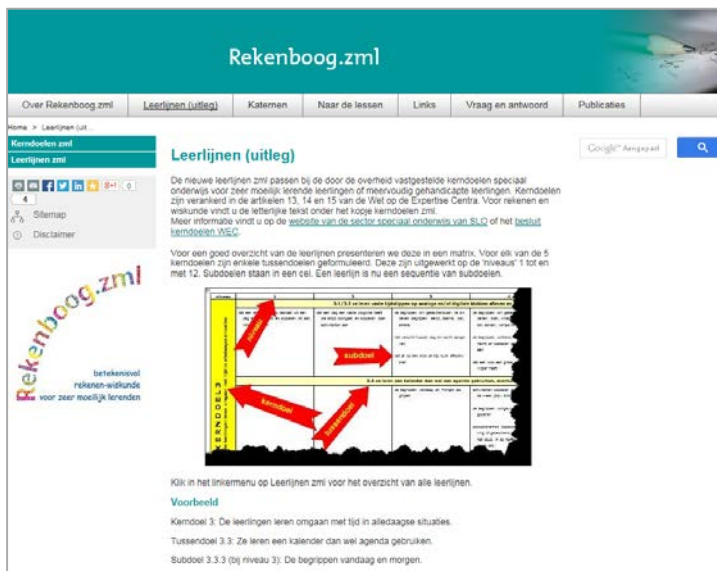 Rekenboog.zml
Over Rekenboog.zml Leerlijnen (uitleg) Katernen Naar de lessen Links Vraag en antwoord Publicaties
Home > Leerlijnen (uit...
Kerndoelen zml
Leerlijnen zml
8+1 0
4
Sitemap
Disclaimer
Rekenboog.zml
betekenisvol
rekenen-wiskunde
voor zeer moeilijk lerenden
Google™ Aangepast
Leerlijnen (uitleg)
De nieuwe leerlijnen zml passen bij de door de overheid vastgestelde kerndoelen speciaal
onderwijs voor zeer moeilijk lerende leerlingen of meervoudig gehandicapte leerlingen. Kerndoelen
zijn verankerd in de artikelen 13, 14 en 15 van de Wet op de Expertise Centra. Voor rekenen en
wiskunde vindt u de letterlijke tekst onder het kopje kerndoelen zml.
Meer informatie vindt u op de website van de sector speciaal onderwijs van SLO of het besluit
kerndoelen WEC.
Voor een goed overzicht van de leerlijnen presenteren we deze in een matrix. Voor elk van de 5
kerndoelen zijn enkele tussendoelen geformuleerd. Deze zijn uitgewerkt op de 'niveaus' 1 tot en
met 12. Subdoelen staan in een cel. Een leerlijn is nu een sequentie van subdoelen.
niveau
subdoel
kerndoel
tussendoel
KERNDOEL 3
Klik in het linkermenu op Leerlijnen zml voor het overzicht van alle leerlijnen.
Voorbeeld
Kerndoel 3: De leerlingen leren omgaan met tijd in alledaagse situaties.
Tussendoel 3.3: Ze leren een kalender dan wel agenda gebruiken.
Subdoel 3.3.3 (bij niveau 3): De begrippen vandaag en morgen.